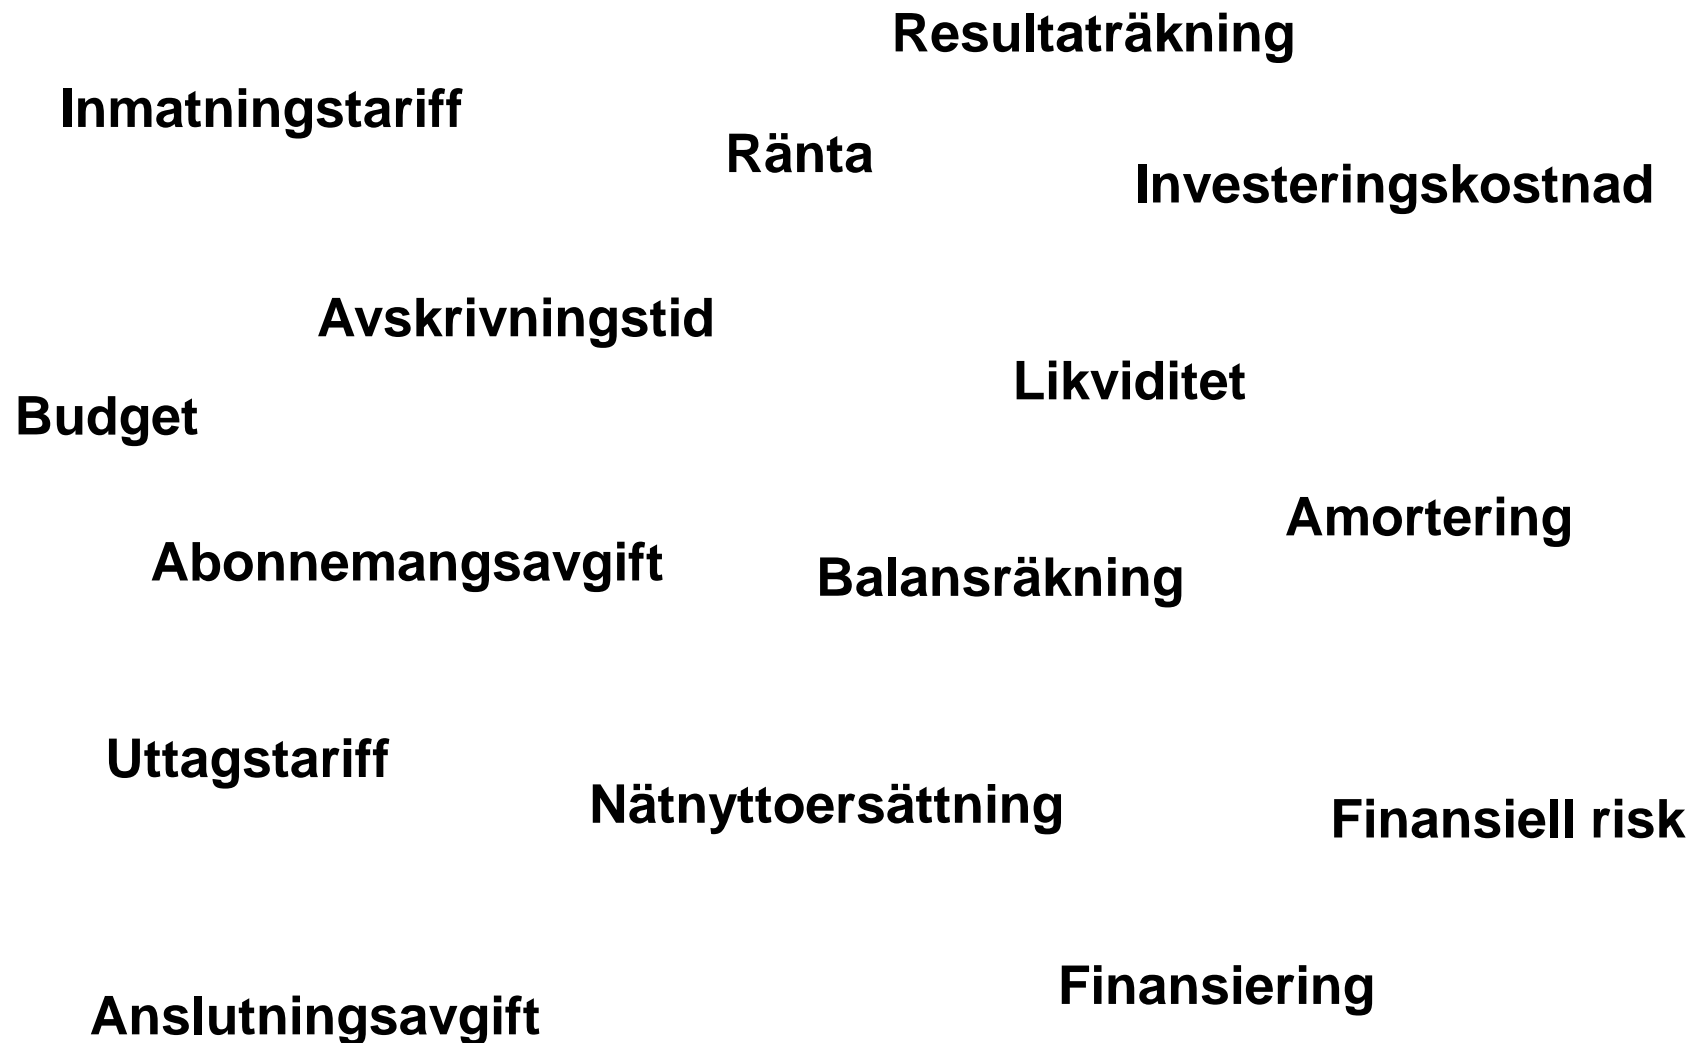 Resultaträkning
Inmatningstariff
Ränta
Investeringskostnad
Avskrivningstid
Likviditet
Budget
Amortering
Abonnemangsavgift
Balansräkning
Uttagstariff
Nätnyttoersättning
Finansiell risk
Finansiering
Anslutningsavgift